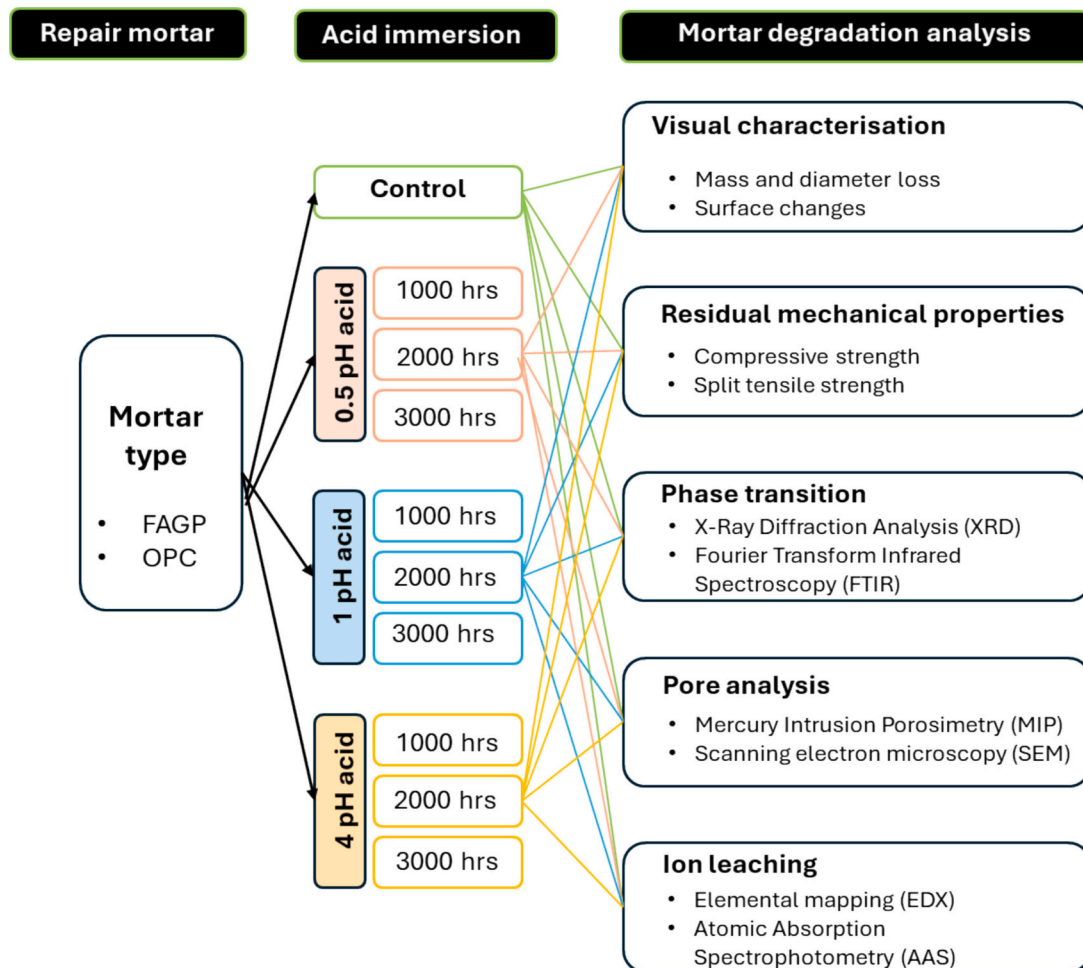 Repair mortar
Acid immersion
Mortar degradation analysis
Mortar
type
• FAGP
• OPC
Control
0.5 pH acid
1000 hrs
2000 hrs
3000 hrs
1 pH acid
1000 hrs
2000 hrs
3000 hrs
4 pH acid
1000 hrs
2000 hrs
3000 hrs
Visual characterisation
• Mass and diameter loss
• Surface changes
Residual mechanical properties
• Compressive strength
• Split tensile strength
Phase transition
• X-Ray Diffraction Analysis (XRD)
• Fourier Transform Infrared
Spectroscopy (FTIR)
Pore analysis
• Mercury Intrusion Porosimetry (MIP)
• Scanning electron microscopy (SEM)
Ion leaching
• Elemental mapping (EDX)
• Atomic Absorption
Spectrophotometry (AAS)